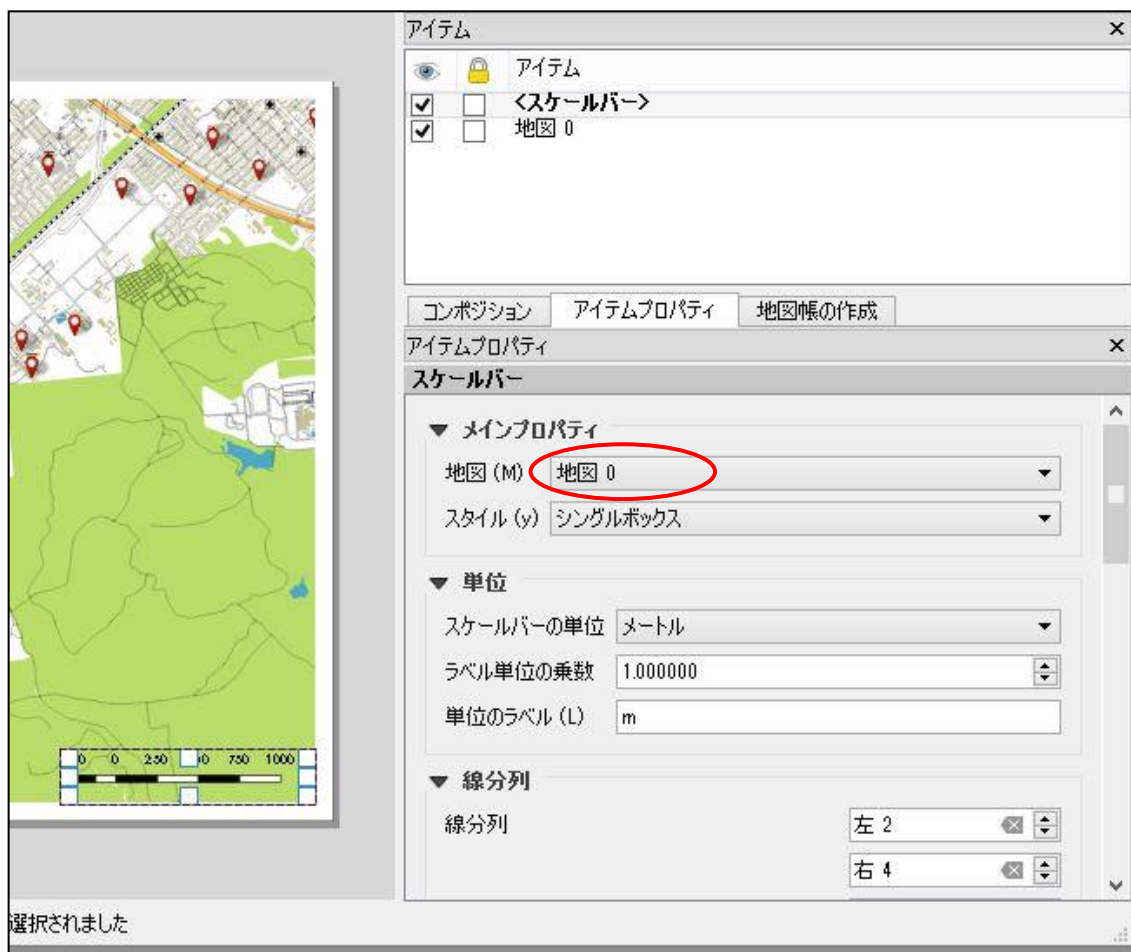 アイテム
アイテム
<スケールバー>
地図 0
コンポジション アイテムプロパティ 地図帳の作成
アイテムプロパティ
スケールバー
メインプロパティ
地図 (M) 地図 0
スタイル (y) シングルボックス
単位
スケールバーの単位 メートル
ラベル単位の乗数 1.000000
単位のラベル (L) m
0 0 250 0 750 1000
線分列
線分列 左 2
右 4
選択されました